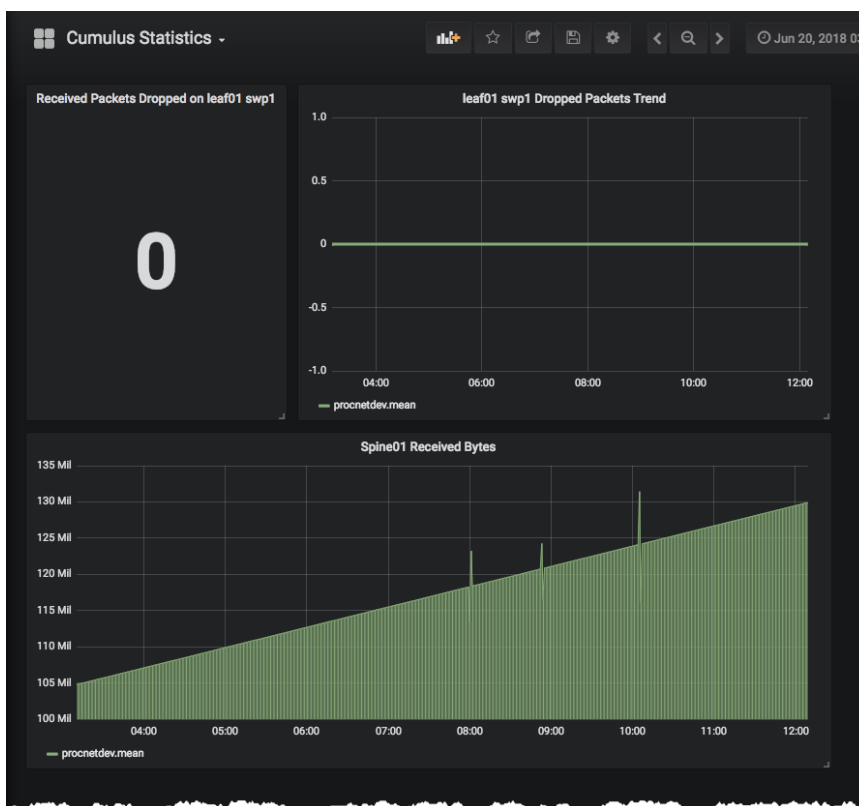 Cumulus Statistics
Jun 20, 2018 03
Received Packets Dropped on leaf01 swp1
0
leaf01 swp1 Dropped Packets Trend
1.0
0.5
0
-0.5
-1.0
04:00 06:00 08:00 10:00 12:00
procnetdev.mean
Spine01 Received Bytes
135 Mil
130 Mil
125 Mil
120 Mil
115 Mil
110 Mil
105 Mil
100 Mil
04:00 05:00 06:00 07:00 08:00 09:00 10:00 11:00 12:00
procnetdev.mean